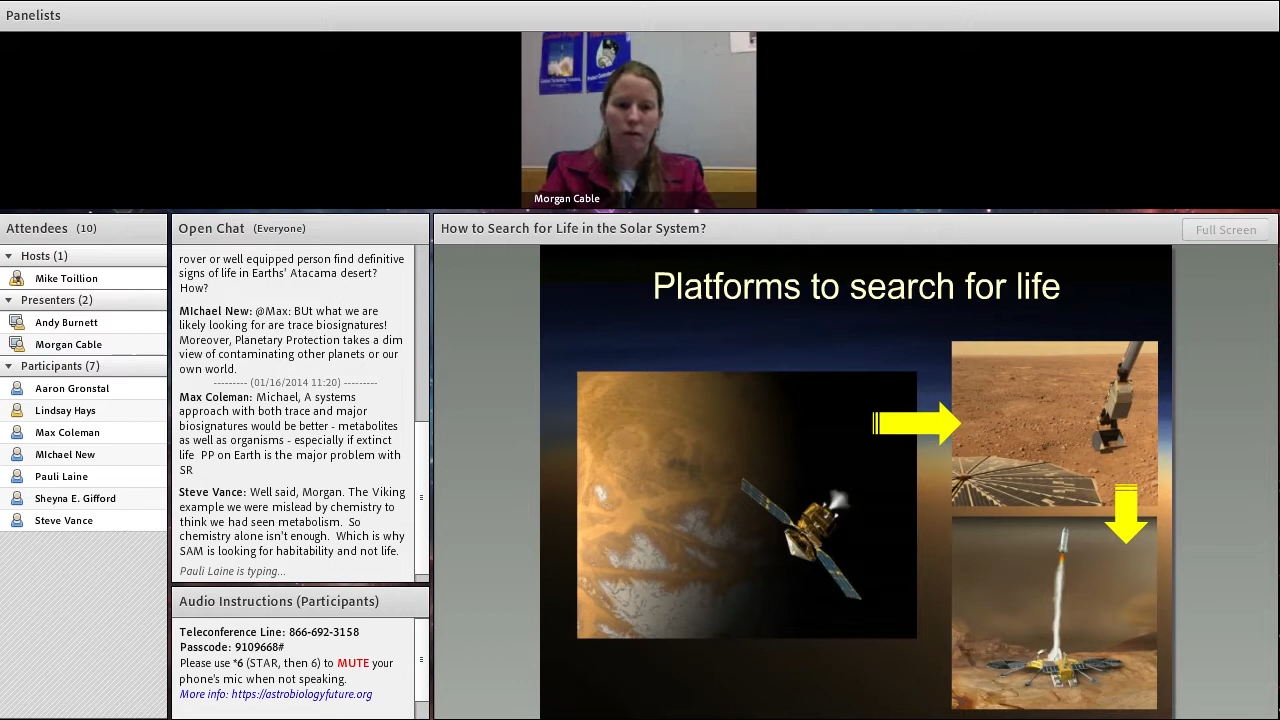 Panelists
Morgan Cable
Attendees (10)
Hosts (1)
Mike Toillion
Presenters (2)
Andy Burnett
Morgan Cable
Participants (7)
Aaron Gronstal
Lindsay Hays
Max Coleman
MIchael New
Pauli Laine
Sheyna E. Gifford
Steve Vance
Open Chat (Everyone)
rover or well equipped person find definitive
signs of life in Earths' Atacama desert?
How?
MIchael New: @Max: BUt what we are
likely looking for are trace biosignatures!
Moreover, Planetary Protection takes a dim
view of contaminating other planets or our
own world.
--------- (01/16/2014 11:20) ---------
Max Coleman: Michael, A systems
approach with both trace and major
biosignatures would be better - metabolites
as well as organisms - especially if extinct
life PP on Earth is the major problem with
SR
Steve Vance: Well said, Morgan. The Viking
example we were mislead by chemistry to
think we had seen metabolism. So
chemistry alone isn't enough. Which is why
SAM is looking for habitability and not life.
Pauli Laine is typing...
Audio Instructions (Participants)
Teleconference Line: 866-692-3158
Passcode: 9109668#
Please use *6 (STAR, then 6) to MUTE your
phone's mic when not speaking.
More info: https://astrobiologyfuture.org
How to Search for Life in the Solar System?
Full Screen
Platforms to search for life